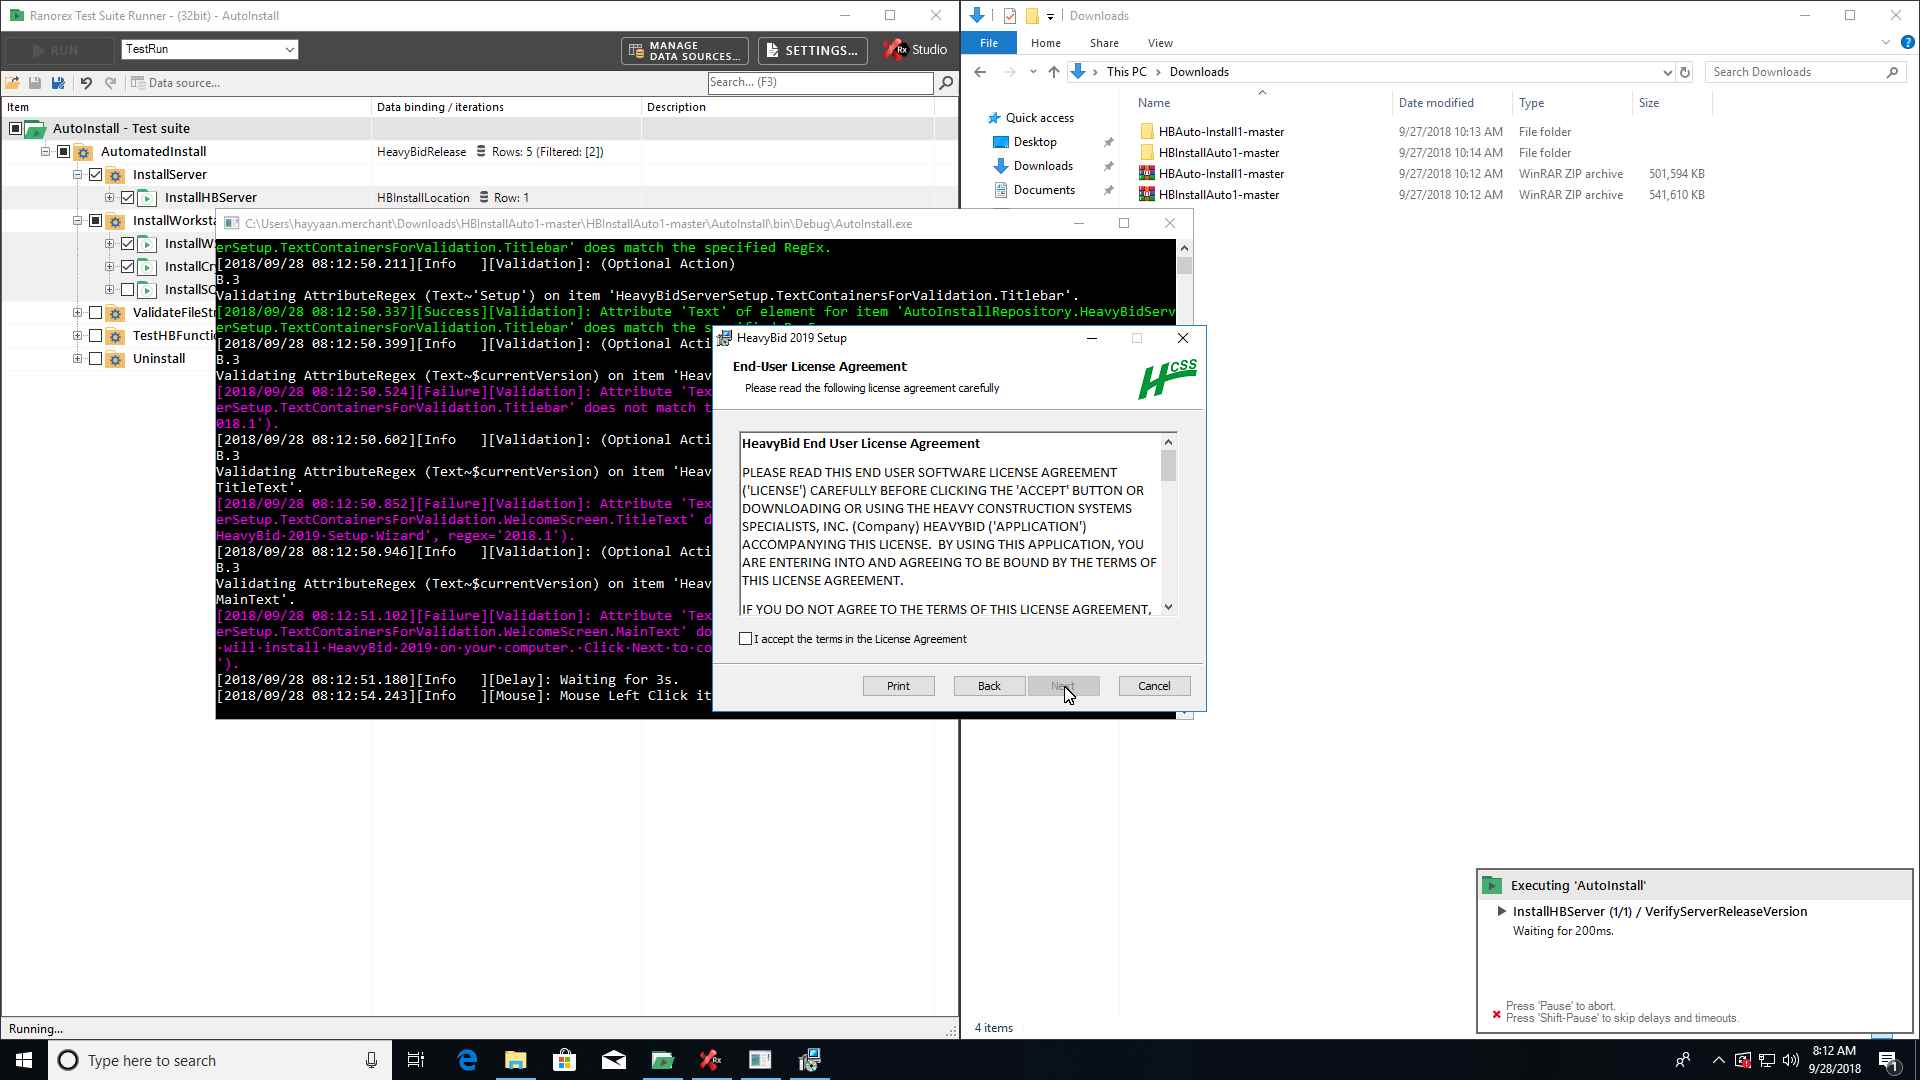 Ranorex Test Suite Runner - (32bit) - AutoInstall
RUN
TestRun
MANAGE
DATA SOURCES...
SETTINGS...
Rx
Studio
Data source...
Search... (F3)
Item
Data binding / iterations
Description
AutoInstall - Test suite
AutomatedInstall
HeavyBidRelease
Rows: 5 (Filtered: [2])
InstallServer
InstallHBServer
HBInstallLocation
Row: 1
InstallWorksta
InstallW
InstallCr
InstallSC
ValidateFileStr
TestHBFunctio
Uninstall
Running...
Downloads
File
Home
Share
View
This PC
Downloads
Search Downloads
Name
Date modified
Type
Size
Quick access
Desktop
Downloads
Documents
HBAuto-Install1-master
9/27/2018 10:13 AM
File folder
HBInstallAuto1-master
9/27/2018 10:14 AM
File folder
HBAuto-Install1-master
9/27/2018 10:12 AM
WinRAR ZIP archive
501,594 KB
HBInstallAuto1-master
9/27/2018 10:12 AM
WinRAR ZIP archive
541,610 KB
4 items
C:\Users\hayyaan.merchant\Downloads\HBInstallAuto1-master\HBInstallAuto1-master\AutoInstall\bin\Debug\AutoInstall.exe
erSetup.TextContainersForValidation.Titlebar' does match the specified RegEx.
[2018/09/28 08:12:50.211][Info   ][Validation]: (Optional Action)
B.3
Validating AttributeRegex (Text~'Setup') on item 'HeavyBidServerSetup.TextContainersForValidation.Titlebar'.
[2018/09/28 08:12:50.337][Success][Validation]: Attribute 'Text' of element for item 'AutoInstallRepository.HeavyBidServ
erSetup.TextContainersForValidation.Titlebar' does match the s
[2018/09/28 08:12:50.399][Info   ][Validation]: (Optional Acti
B.3
Validating AttributeRegex (Text~$currentVersion) on item 'Heav
[2018/09/28 08:12:50.524][Failure][Validation]: Attribute 'Tex
erSetup.TextContainersForValidation.Titlebar' does not match t
018.1').
[2018/09/28 08:12:50.602][Info   ][Validation]: (Optional Acti
B.3
Validating AttributeRegex (Text~$currentVersion) on item 'Heav
TitleText'.
[2018/09/28 08:12:50.852][Failure][Validation]: Attribute 'Tex
erSetup.TextContainersForValidation.WelcomeScreen.TitleText' d
HeavyBid·2019·Setup·Wizard', regex='2018.1').
[2018/09/28 08:12:50.946][Info   ][Validation]: (Optional Acti
B.3
Validating AttributeRegex (Text~$currentVersion) on item 'Heav
MainText'.
[2018/09/28 08:12:51.102][Failure][Validation]: Attribute 'Tex
erSetup.TextContainersForValidation.WelcomeScreen.MainText' do
·will·install·HeavyBid·2019·on·your·computer.·Click·Next·to·co
').
[2018/09/28 08:12:51.180][Info   ][Delay]: Waiting for 3s.
[2018/09/28 08:12:54.243][Info   ][Mouse]: Mouse Left Click it
HeavyBid 2019 Setup
End-User License Agreement
Please read the following license agreement carefully
HCSS
HeavyBid End User License Agreement
PLEASE READ THIS END USER SOFTWARE LICENSE AGREEMENT
('LICENSE') CAREFULLY BEFORE CLICKING THE 'ACCEPT' BUTTON OR
DOWNLOADING OR USING THE HEAVY CONSTRUCTION SYSTEMS
SPECIALISTS, INC. (Company) HEAVYBID ('APPLICATION')
ACCOMPANYING THIS LICENSE.  BY USING THIS APPLICATION, YOU
ARE ENTERING INTO AND AGREEING TO BE BOUND BY THE TERMS OF
THIS LICENSE AGREEMENT.
IF YOU DO NOT AGREE TO THE TERMS OF THIS LICENSE AGREEMENT,
I accept the terms in the License Agreement
Print
Back
Next
Cancel
Executing 'AutoInstall'
InstallHBServer (1/1) / VerifyServerReleaseVersion
Waiting for 200ms.
Press 'Pause' to abort.
Press 'Shift-Pause' to skip delays and timeouts.
Type here to search
8:12 AM
9/28/2018
1